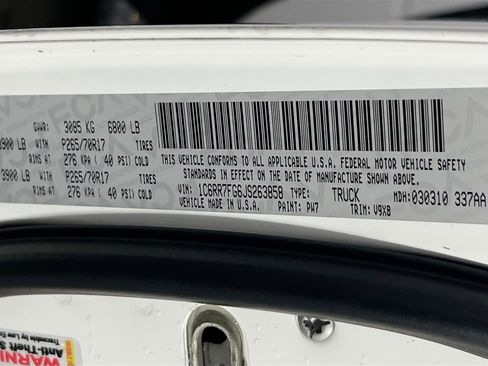 GVWR: 3085 KG 6800 LB
3900 LB WITH P265/70R17 TIRES
RIMS AT 276 KPA ( 40 PSI) COLD
3900 LB WITH P265/70R17 TIRES
RIMS AT 276 KPA ( 40 PSI) COLD
THIS VEHICLE CONFORMS TO ALL APPLICABLE U.S.A. FEDERAL MOTOR VEHICLE SAFETY
STANDARDS IN EFFECT ON THE DATE OF MANUFACTURE SHOWN ABOVE.
VIN: 1C6RR7FG6JS263858 TYPE: TRUCK MDH: 030310 337AA
VEHICLE MADE IN U.S.A. PAINT: PW7 TRIM: V9X8
WARNING
Anti-Theft